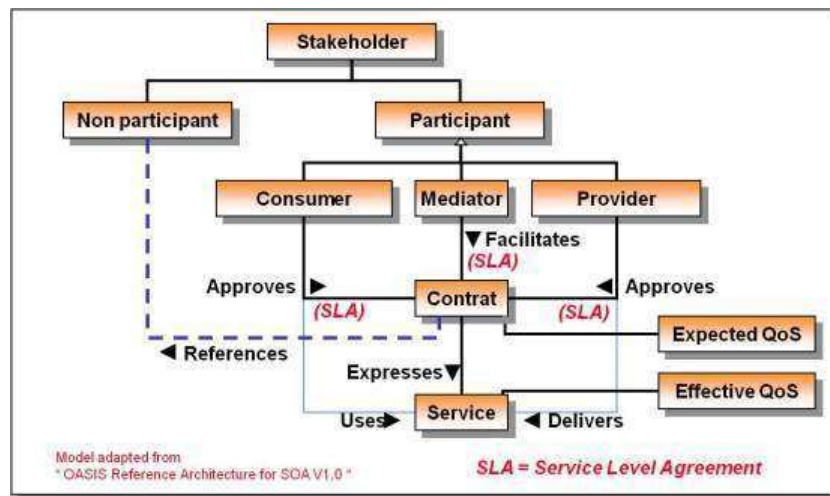 Stakeholder
Non participant
Participant
Consumer
Mediator
Provider
Facilitates
(SLA)
Approves
(SLA)
Contrat
Approves
(SLA)
References
Expected QoS
Expresses
Effective QoS
Uses
Service
Delivers
Model adapted from
" OASIS Reference Architecture for SOA V1,0 "
SLA = Service Level Agreement